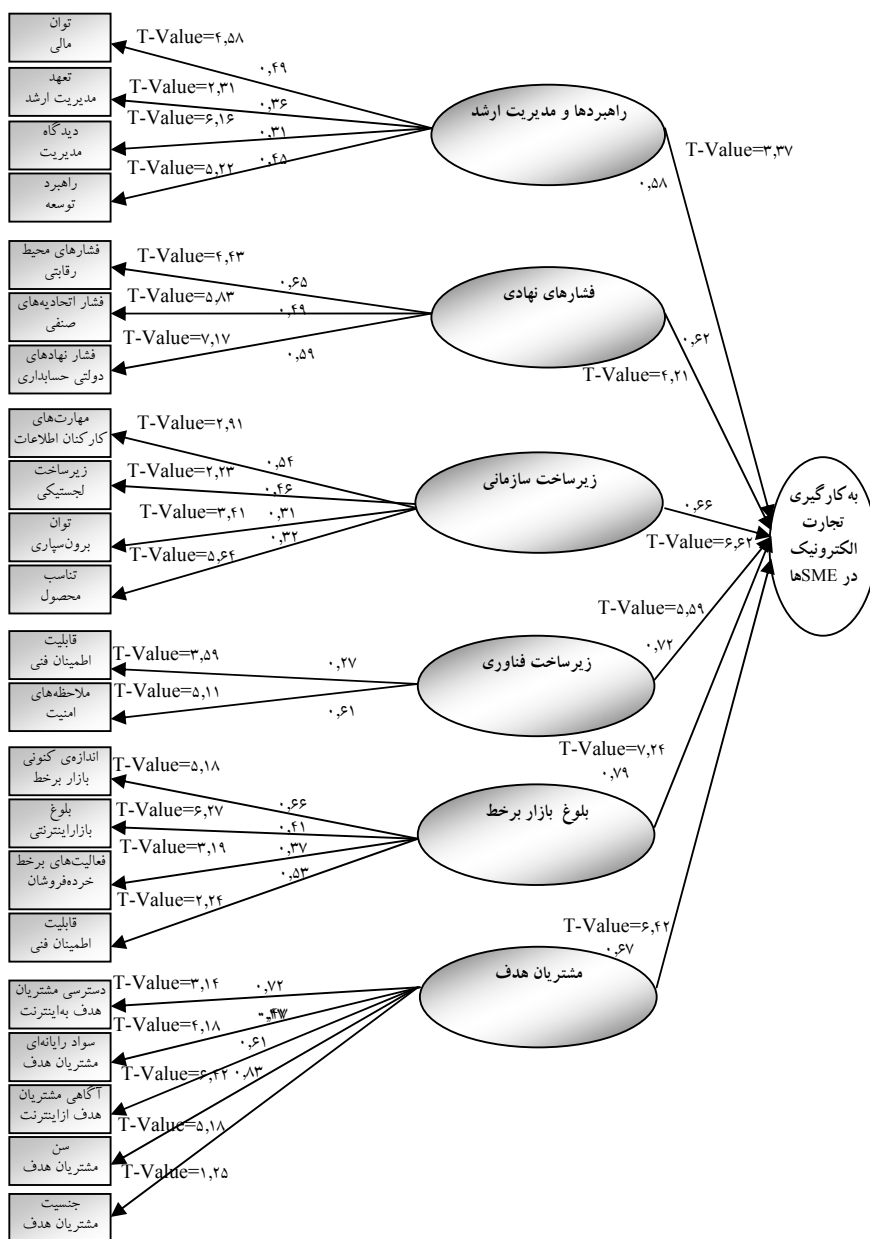 توان
مالی
T-Value=۴,۵۸
۰,۴۹
تعهد
مدیریت ارشد
T-Value=۲,۳۱
۰,۳۶
دیدگاه
مدیریت
T-Value=۶,۱۶
۰,۳۱
راهبرد
توسعه
T-Value=۵,۲۲
۰,۴۵
راهبردها و مدیریت ارشد
T-Value=۳,۳۷
۰,۵۸
فشارهای محیط
رقابتی
T-Value=۴,۴۳
۰,۶۵
فشار اتحادیه‌های
صنفی
T-Value=۵,۸۳
۰,۴۹
فشار نهادهای
دولتی حسابداری
T-Value=۷,۱۷
۰,۵۹
فشارهای نهادی
۰,۶۲
T-Value=۴,۲۱
مهارت‌های
کارکنان اطلاعات
T-Value=۲,۹۱
۰,۵۴
زیرساخت
لجستیکی
T-Value=۲,۲۳
۰,۴۶
توان
برون‌سپاری
T-Value=۳,۴۱
۰,۳۱
تناسب
محصول
T-Value=۵,۶۴
۰,۳۲
زیرساخت سازمانی
۰,۶۶
T-Value=۶,۶۲
به‌کارگیری
تجارت
الکترونیک
در SMEها
قابلیت
اطمینان فنی
T-Value=۳,۵۹
۰,۲۷
ملاحظه‌های
امنیت
T-Value=۵,۱۱
۰,۶۱
زیرساخت فناوری
T-Value=۵,۵۹
۰,۷۲
اندازه‌ی کنونی
بازار برخط
T-Value=۵,۱۸
۰,۶۶
بلوغ
بازاراینترنتی
T-Value=۶,۲۷
۰,۴۱
فعالیت‌های برخط
خرده‌فروشان
T-Value=۳,۱۹
۰,۳۷
قابلیت
اطمینان فنی
T-Value=۲,۲۴
۰,۵۳
بلوغ بازار برخط
T-Value=۷,۲۴
۰,۷۹
دسترسی مشتریان
هدف به‌اینترنت
T-Value=۳,۱۴
۰,۷۲
سواد رایانه‌ای
مشتریان هدف
T-Value=۴,۱۸
آگاهی مشتریان
هدف ازاینترنت
T-Value=۶,۴۲
۰,۶۱
سن
مشتریان هدف
T-Value=۵,۱۸
۰,۸۳
جنسیت
مشتریان هدف
T-Value=۱,۲۵
مشتریان هدف
T-Value=۶,۴۲
۰,۶۷